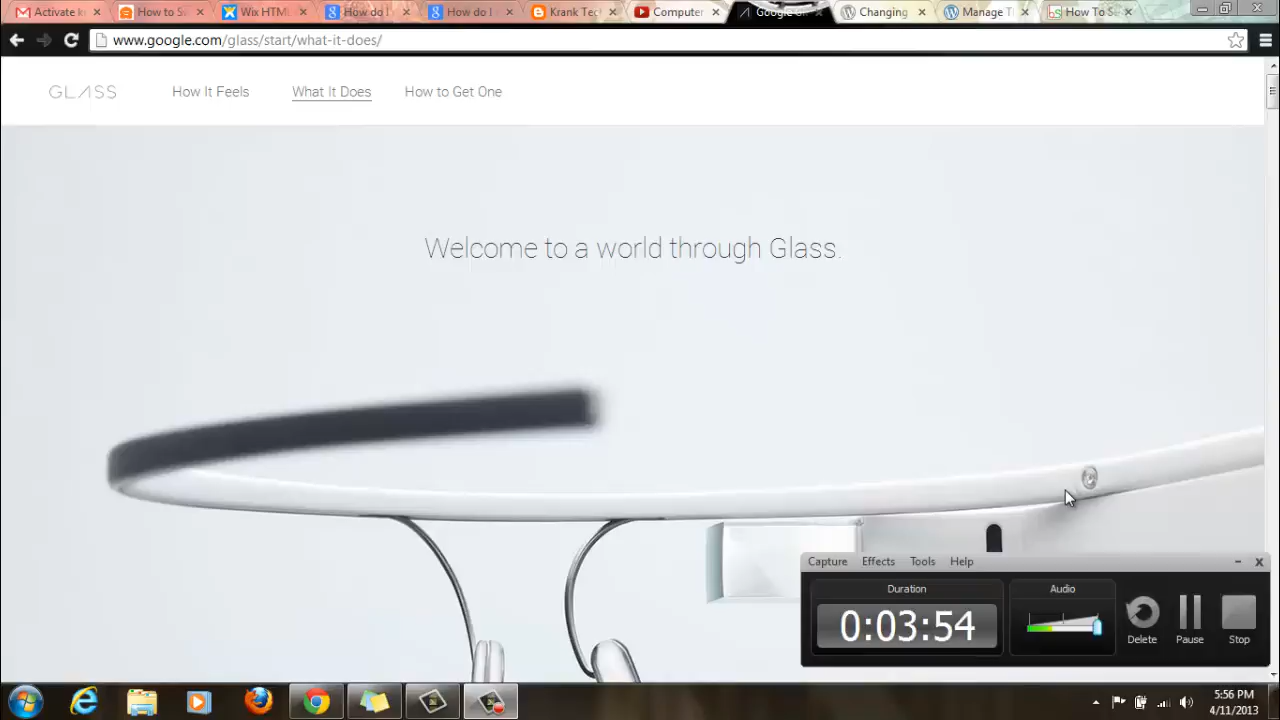 Activate k
How to S
Wix HTML
How do I
How do I
Krank Tec
Computer
Google
Changing
Manage T
How To Se
www.google.com/glass/start/what-it-does/
GLASS How It Feels What It Does How to Get One
Welcome to a world through Glass.
Capture Effects Tools Help
Duration Audio
0:03:54
Delete Pause Stop
5:56 PM
4/11/2013